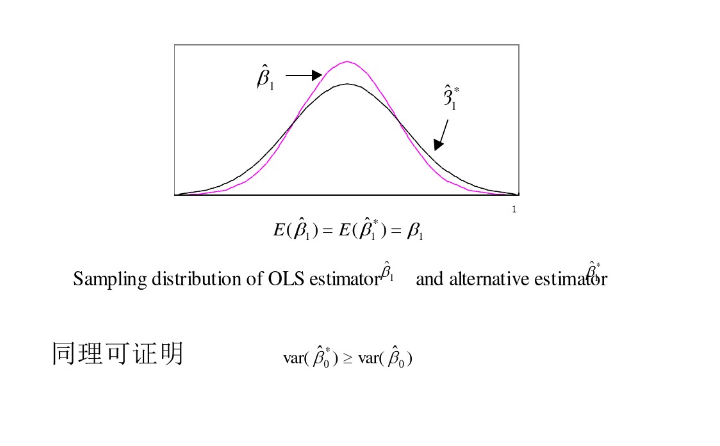 β̂₁
β̂₁*
1
E(β̂₁) = E(β̂₁*) = β₁
Sampling distribution of OLS estimator β̂₁ and alternative estimator β̂₁*
同理可证明 var(β̂₀*) ≥ var(β̂₀)